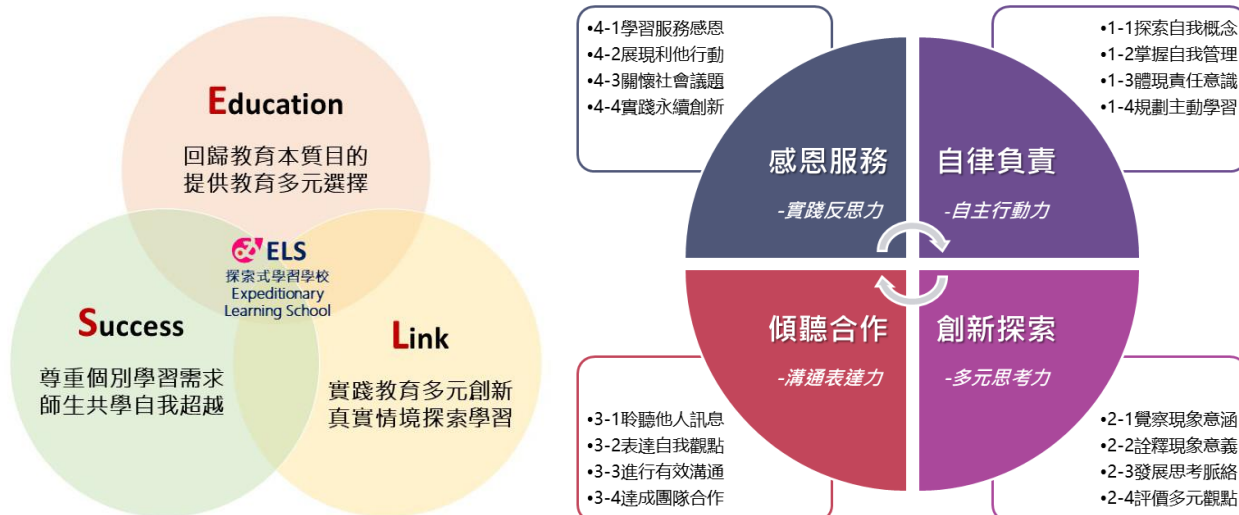 Education
回歸教育本質目的
提供教育多元選擇
ELS
探索式學習學校
Expeditionary
Learning School
Success
尊重個別學習需求
師生共學自我超越
Link
實踐教育多元創新
真實情境探索學習
•4-1學習服務感恩
•4-2展現利他行動
•4-3關懷社會議題
•4-4實踐永續創新
•1-1探索自我概念
•1-2掌握自我管理
•1-3體現責任意識
•1-4規劃主動學習
感恩服務
-實踐反思力
自律負責
-自主行動力
傾聽合作
-溝通表達力
創新探索
-多元思考力
•3-1聆聽他人訊息
•3-2表達自我觀點
•3-3進行有效溝通
•3-4達成團隊合作
•2-1覺察現象意涵
•2-2詮釋現象意義
•2-3發展思考脈絡
•2-4評價多元觀點